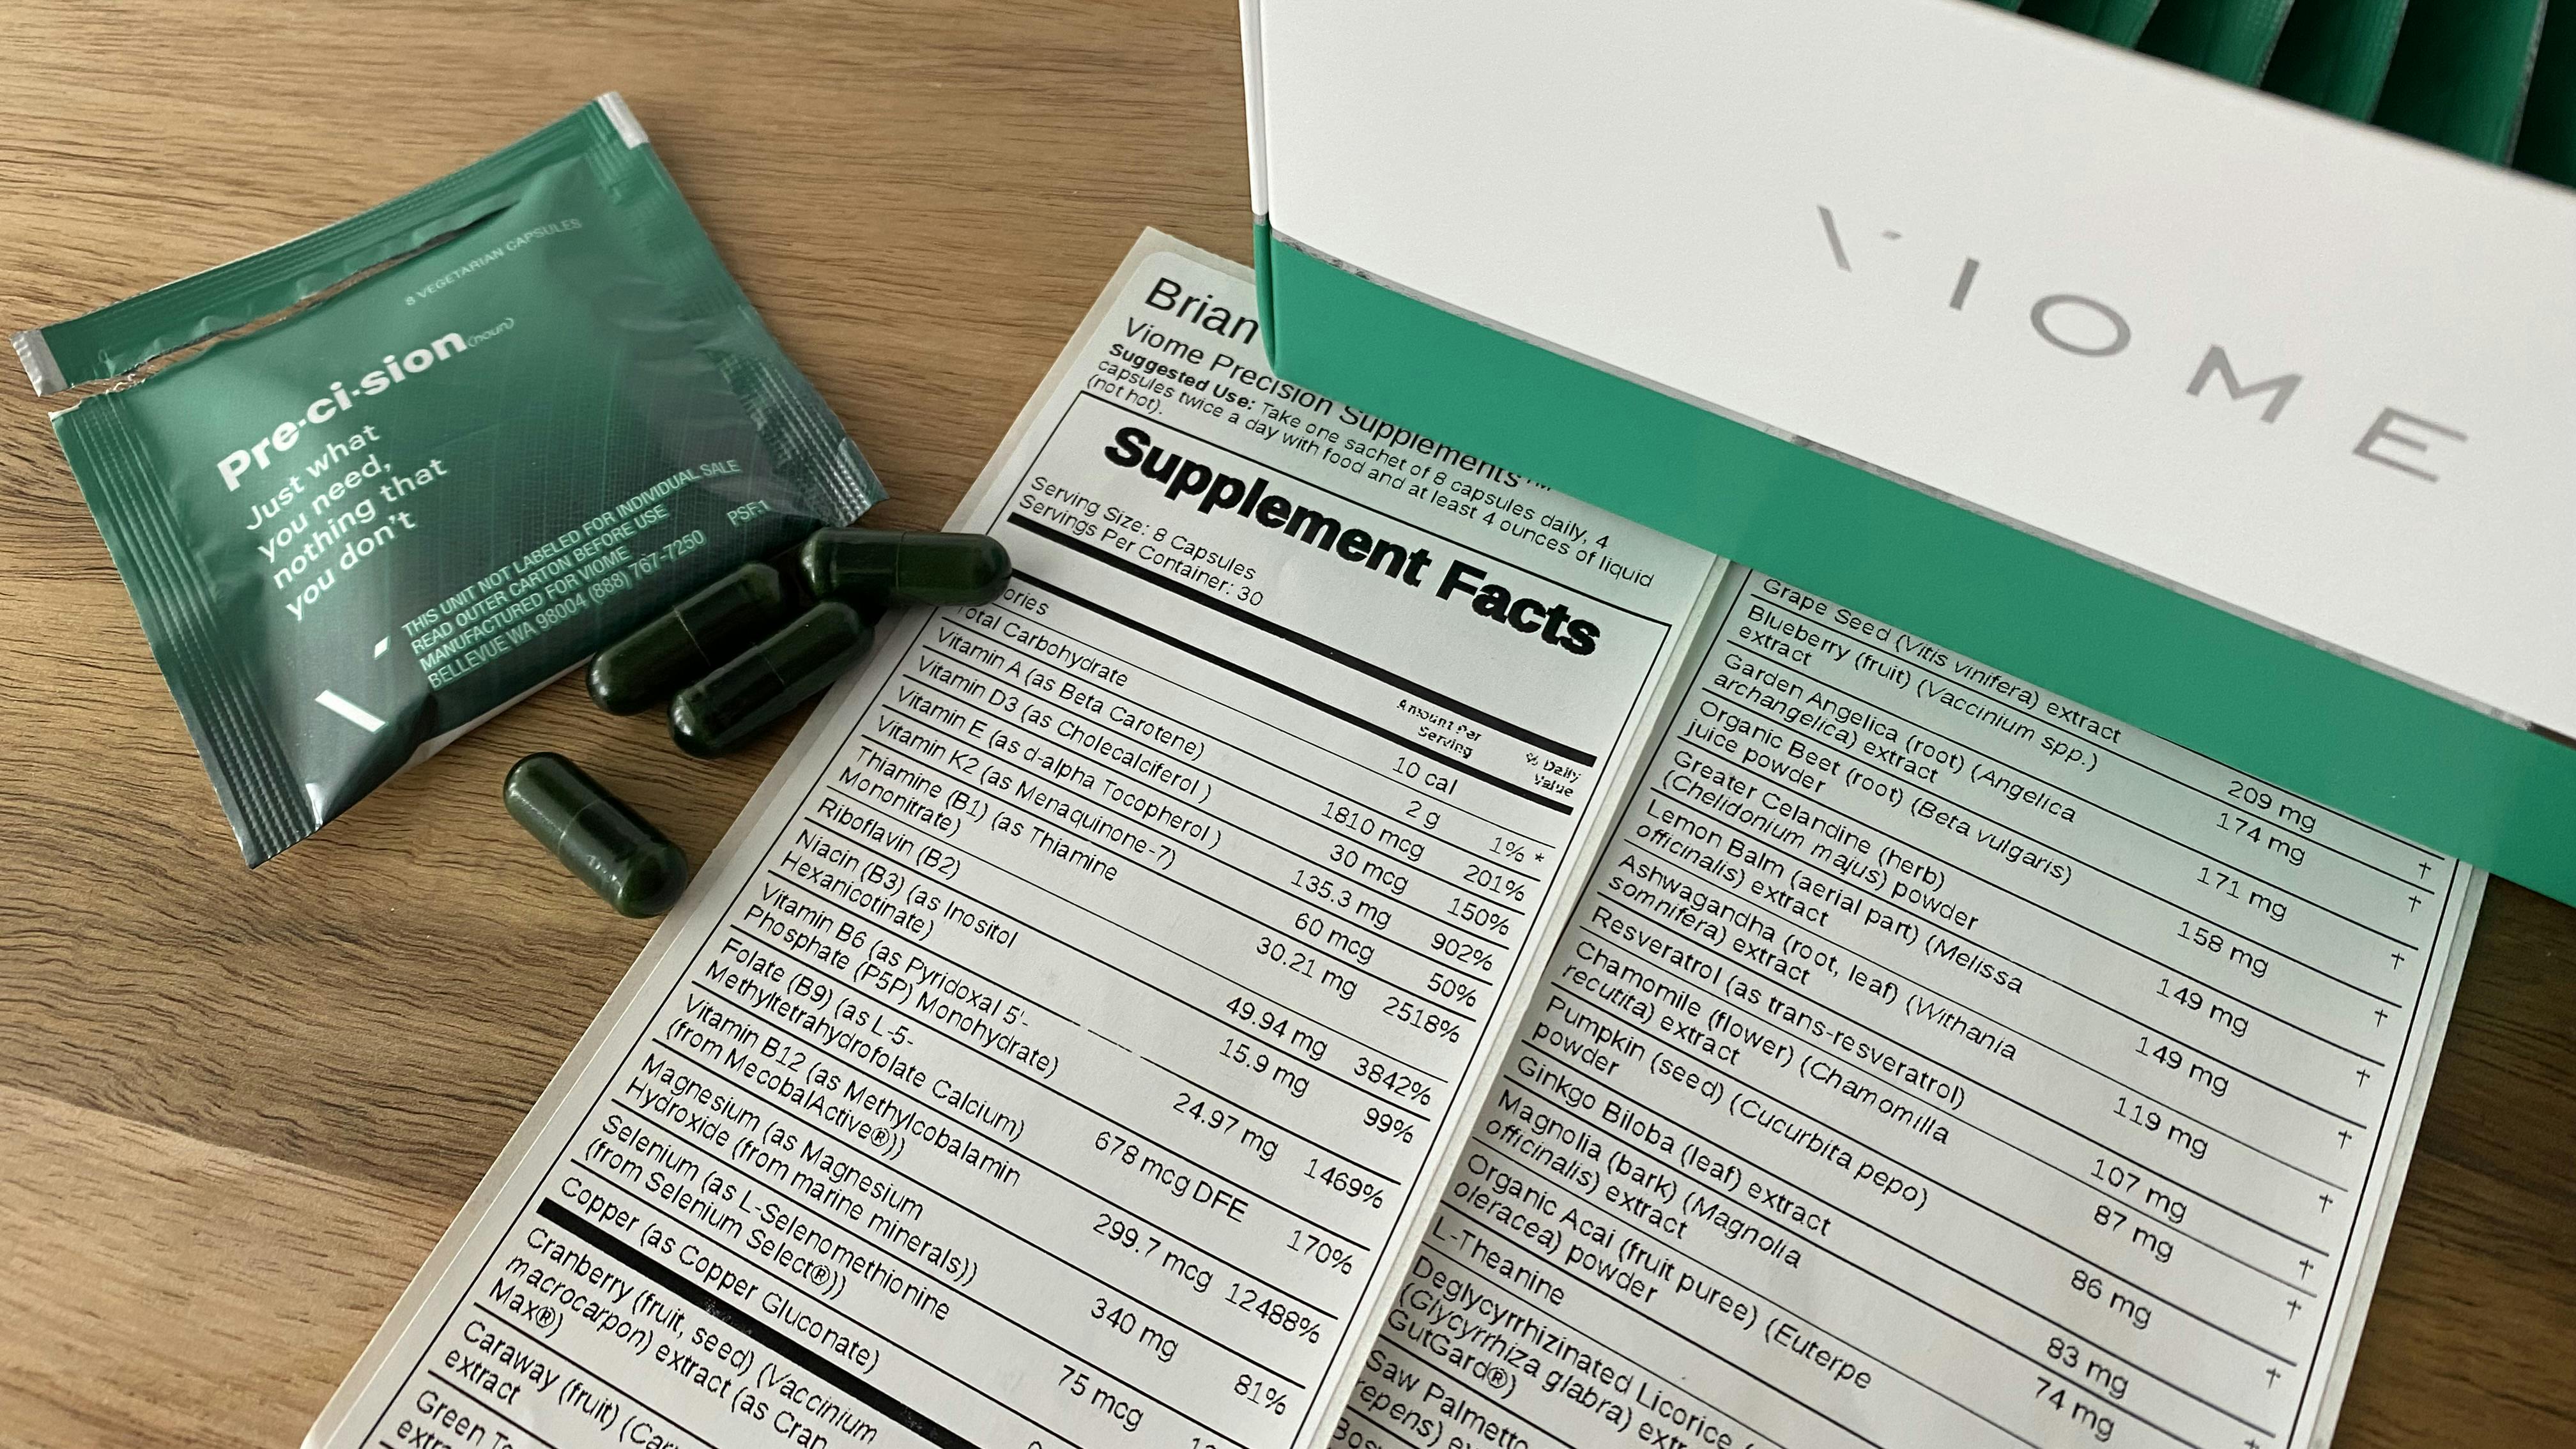 8 VEGETARIAN CAPSULES
Pre·ci·sion (noun)
Just what
you need,
nothing that
you don't
THIS UNIT NOT LABELED FOR INDIVIDUAL SALE
READ OUTER CARTON BEFORE USE
MANUFACTURED FOR VIOME
BELLEVUE WA 98004 (888) 767-7250
PSF.1
VIOME
Brian
Viome Precision Supplements™
Suggested Use: Take one sachet of 8 capsules daily, 4
capsules twice a day with food and at least 4 ounces of liquid
(not hot).
Supplement Facts
Serving Size: 8 Capsules
Servings Per Container: 30
Amount Per
Serving
% Daily
Value
ories 10 cal
Total Carbohydrate 2 g 1% *
Vitamin A (as Beta Carotene) 1810 mcg 201%
Vitamin D3 (as Cholecalciferol ) 30 mcg 150%
Vitamin E (as d-alpha Tocopherol ) 135.3 mg 902%
Vitamin K2 (as Menaquinone-7) 60 mcg 50%
Thiamine (B1) (as Thiamine
Mononitrate) 30.21 mg 2518%
Riboflavin (B2) 49.94 mg 3842%
Niacin (B3) (as Inositol
Hexanicotinate) 15.9 mg 99%
Vitamin B6 (as Pyridoxal 5'-
Phosphate (P5P) Monohydrate) 24.97 mg 1469%
Folate (B9) (as L-5-
Methyltetrahydrofolate Calcium) 678 mcg DFE 170%
Vitamin B12 (as Methylcobalamin
(from MecobalActive®)) 299.7 mcg 12488%
Magnesium (as Magnesium
Hydroxide (from marine minerals)) 340 mg 81%
Selenium (as L-Selenomethionine
(from Selenium Select®)) 75 mcg
Copper (as Copper Gluconate)
Cranberry (fruit, seed) (Vaccinium
macrocarpon) extract (as Cran
Max®)
Caraway (fruit) (Car
extract
Green T
extr
Grape Seed (Vitis vinifera) extract 209 mg †
Blueberry (fruit) (Vaccinium spp.)
extract 174 mg †
Garden Angelica (root) (Angelica
archangelica) extract 171 mg †
Organic Beet (root) (Beta vulgaris)
juice powder 158 mg †
Greater Celandine (herb)
(Chelidonium majus) powder 149 mg †
Lemon Balm (aerial part) (Melissa
officinalis) extract 149 mg †
Ashwagandha (root, leaf) (Withania
somnifera) extract 119 mg †
Resveratrol (as trans-resveratrol) 107 mg †
Chamomile (flower) (Chamomilla
recutita) extract 87 mg †
Pumpkin (seed) (Cucurbita pepo)
powder 86 mg †
Ginkgo Biloba (leaf) extract 83 mg †
Magnolia (bark) (Magnolia
officinalis) extract 74 mg
Organic Acai (fruit puree) (Euterpe
oleracea) powder
L-Theanine
Deglycyrrhizinated Licorice
(Glycyrrhiza glabra) extr
GutGard®)
Saw Palmetto
repens) ex
Bos